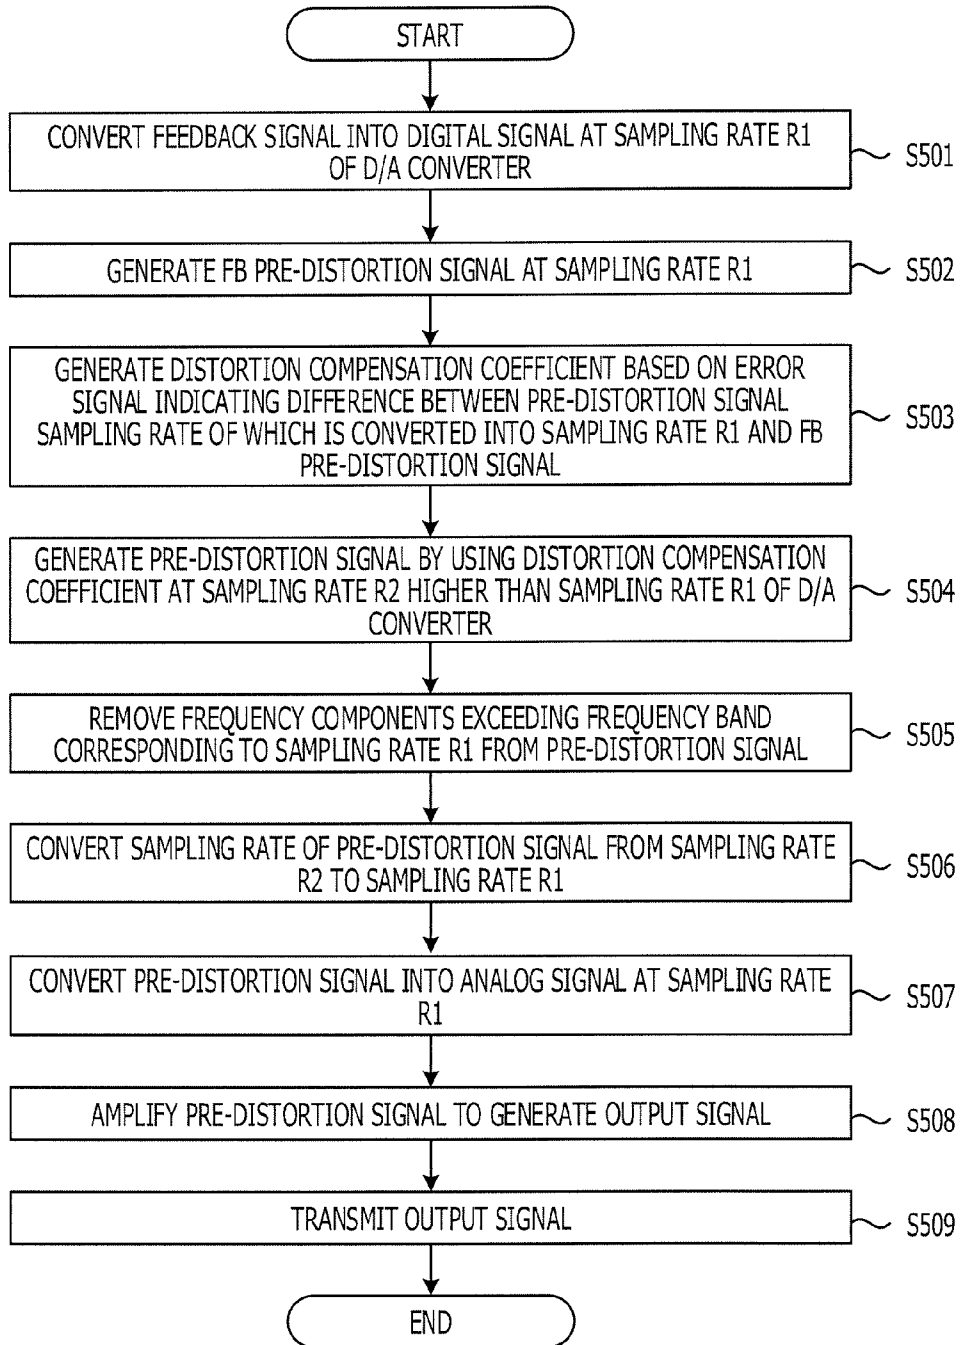 START
CONVERT FEEDBACK SIGNAL INTO DIGITAL SIGNAL AT SAMPLING RATE R1
OF D/A CONVERTER
S501
GENERATE FB PRE-DISTORTION SIGNAL AT SAMPLING RATE R1
S502
GENERATE DISTORTION COMPENSATION COEFFICIENT BASED ON ERROR
SIGNAL INDICATING DIFFERENCE BETWEEN PRE-DISTORTION SIGNAL
SAMPLING RATE OF WHICH IS CONVERTED INTO SAMPLING RATE R1 AND FB
PRE-DISTORTION SIGNAL
S503
GENERATE PRE-DISTORTION SIGNAL BY USING DISTORTION COMPENSATION
COEFFICIENT AT SAMPLING RATE R2 HIGHER THAN SAMPLING RATE R1 OF D/A
CONVERTER
S504
REMOVE FREQUENCY COMPONENTS EXCEEDING FREQUENCY BAND
CORRESPONDING TO SAMPLING RATE R1 FROM PRE-DISTORTION SIGNAL
S505
CONVERT SAMPLING RATE OF PRE-DISTORTION SIGNAL FROM SAMPLING RATE
R2 TO SAMPLING RATE R1
S506
CONVERT PRE-DISTORTION SIGNAL INTO ANALOG SIGNAL AT SAMPLING RATE
R1
S507
AMPLIFY PRE-DISTORTION SIGNAL TO GENERATE OUTPUT SIGNAL
S508
TRANSMIT OUTPUT SIGNAL
S509
END